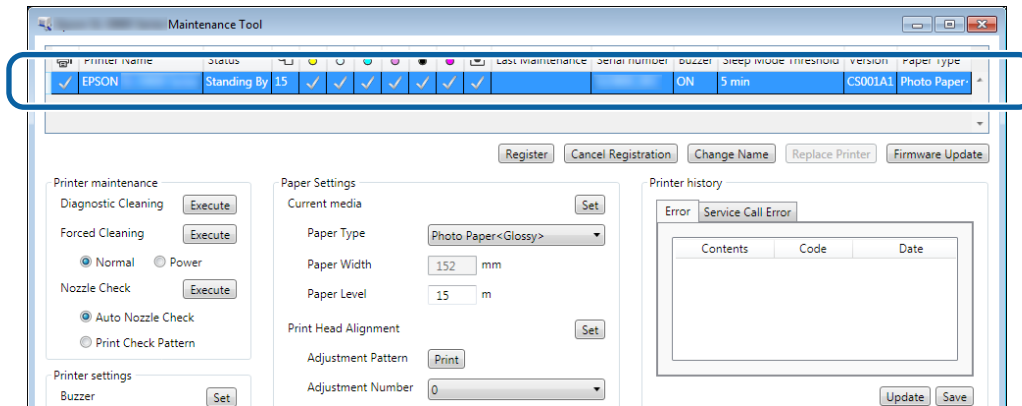 Maintenance Tool
Printer Name Status Last Maintenance Serial number Buzzer Sleep Mode Threshold Version Paper Type
EPSON Standing By 15 ON 5 min CS001A1 Photo Paper
Register Cancel Registration Change Name Replace Printer Firmware Update
Printer maintenance Paper Settings Printer history
Diagnostic Cleaning Execute Current media Set Error Service Call Error
Forced Cleaning Execute Paper Type Photo Paper<Glossy>
Contents Code Date
Normal Power Paper Width 152 mm
Nozzle Check Execute Paper Level 15 m
Auto Nozzle Check
Print Head Alignment Set
Print Check Pattern
Adjustment Pattern Print
Printer settings
Adjustment Number 0
Buzzer Set Update Save